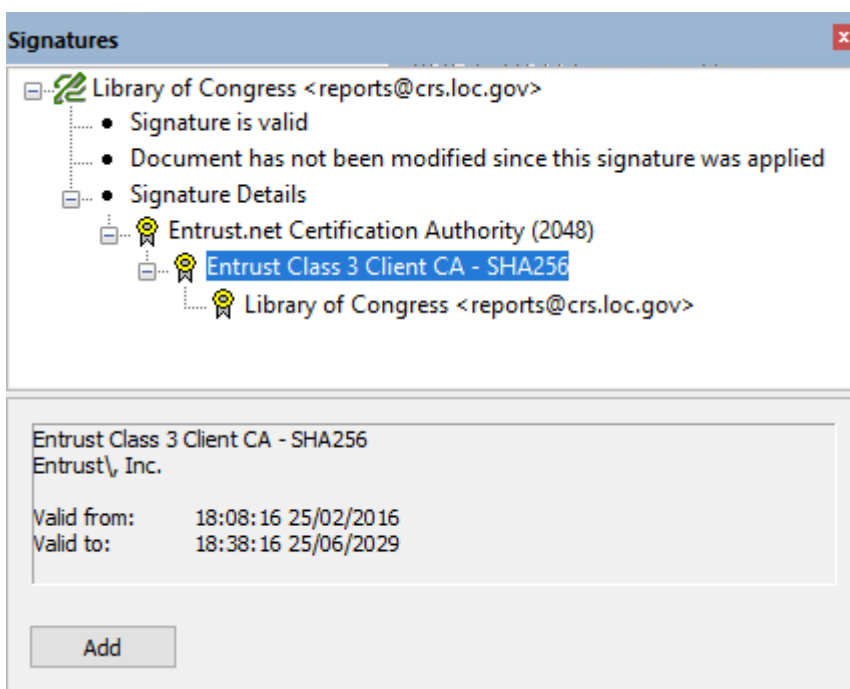 Signatures
x
Library of Congress <reports@crs.loc.gov>
Signature is valid
Document has not been modified since this signature was applied
Signature Details
Entrust.net Certification Authority (2048)
Entrust Class 3 Client CA - SHA256
Library of Congress <reports@crs.loc.gov>
Entrust Class 3 Client CA - SHA256
Entrust\, Inc.
Valid from: 18:08:16 25/02/2016
Valid to: 18:38:16 25/06/2029
Add